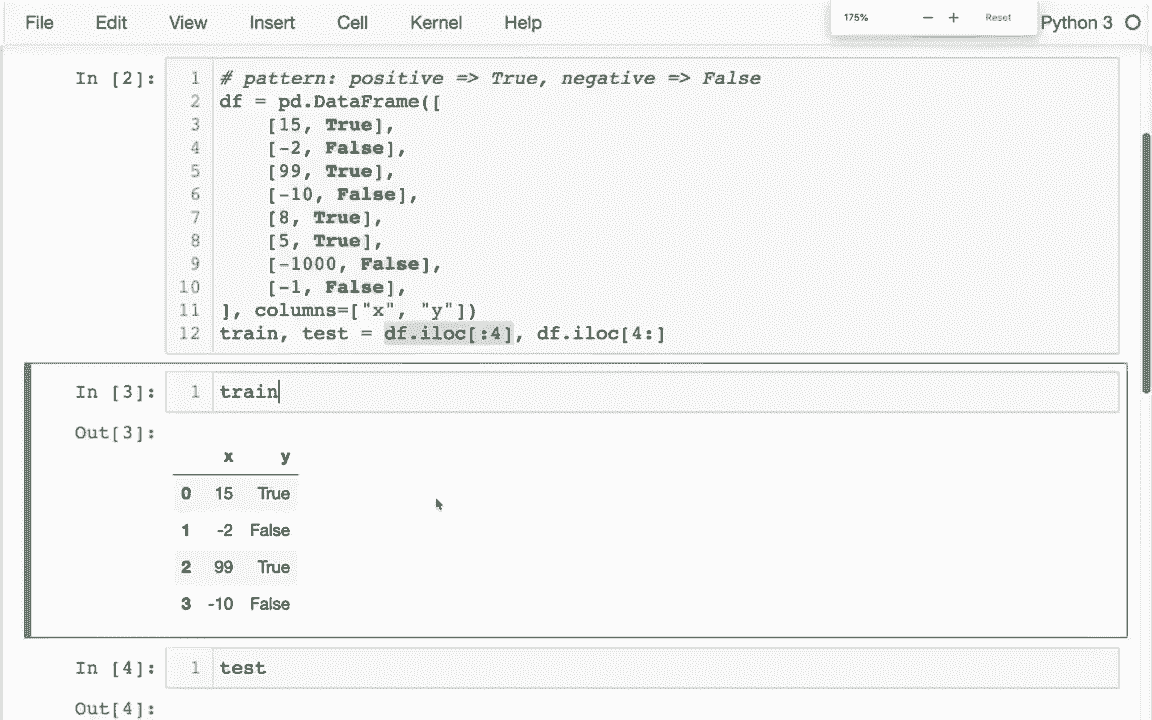 File Edit View Insert Cell Kernel Help 175% − + Reset Python 3
In [2]: 1 # pattern: positive => True, negative => False
2 df = pd.DataFrame([
3 [15, True],
4 [-2, False],
5 [99, True],
6 [-10, False],
7 [8, True],
8 [5, True],
9 [-1000, False],
10 [-1, False],
11 ], columns=["x", "y"])
12 train, test = df.iloc[:4], df.iloc[4:]
In [3]: 1 train
Out[3]:
x y
0 15 True
1 -2 False
2 99 True
3 -10 False
In [4]: 1 test
Out[4]: